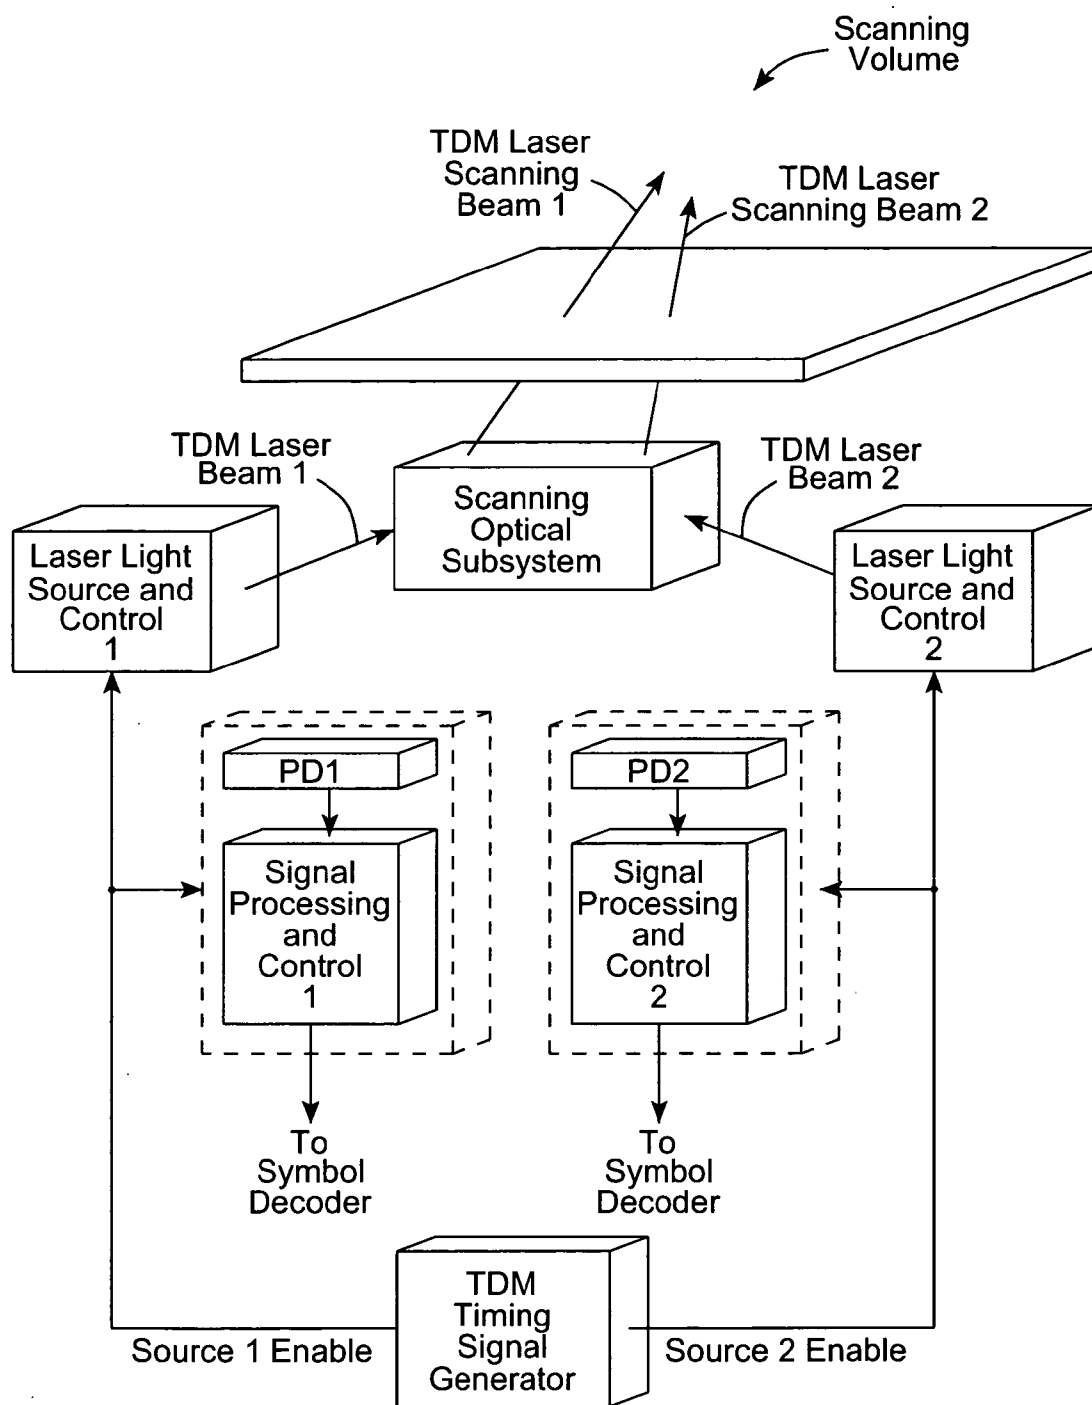 Scanning
Volume
TDM Laser
Scanning
Beam 1
TDM Laser
Scanning Beam 2
TDM Laser
Beam 1
TDM Laser
Beam 2
Scanning
Optical
Subsystem
Laser Light
Source and
Control
1
Laser Light
Source and
Control
2
PD1
PD2
Signal
Processing
and
Control
1
Signal
Processing
and
Control
2
To
Symbol
Decoder
To
Symbol
Decoder
TDM
Timing
Signal
Generator
Source 1 Enable
Source 2 Enable